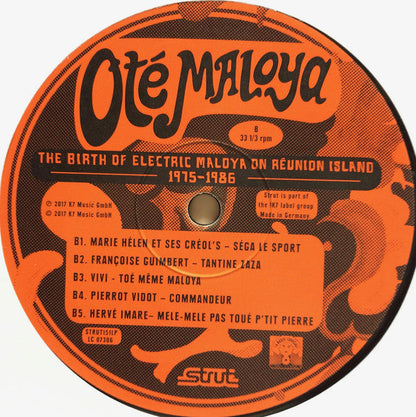 Oté MALOYA
B
33 1/3 rpm
THE BIRTH OF ELECTRIC MALOYA ON RÉUNION ISLAND
1975-1986
℗ 2017 K7 Music GmbH
© 2017 K7 Music GmbH
Strut is part of
the !K7 label group
Made in Germany
B1. MARIE HÉLEN ET SES CRÉOL'S – SÉGA LE SPORT
B2. FRANÇOISE GUIMBERT – TANTINE ZAZA
B3. VIVI - TOÉ MÊME MALOYA
B4. PIERROT VIDOT – COMMANDEUR
B5. HERVÉ IMARE– MELE-MELE PAS TOUÉ P'TIT PIERRE
STRUT151LP
LC 07306
strut